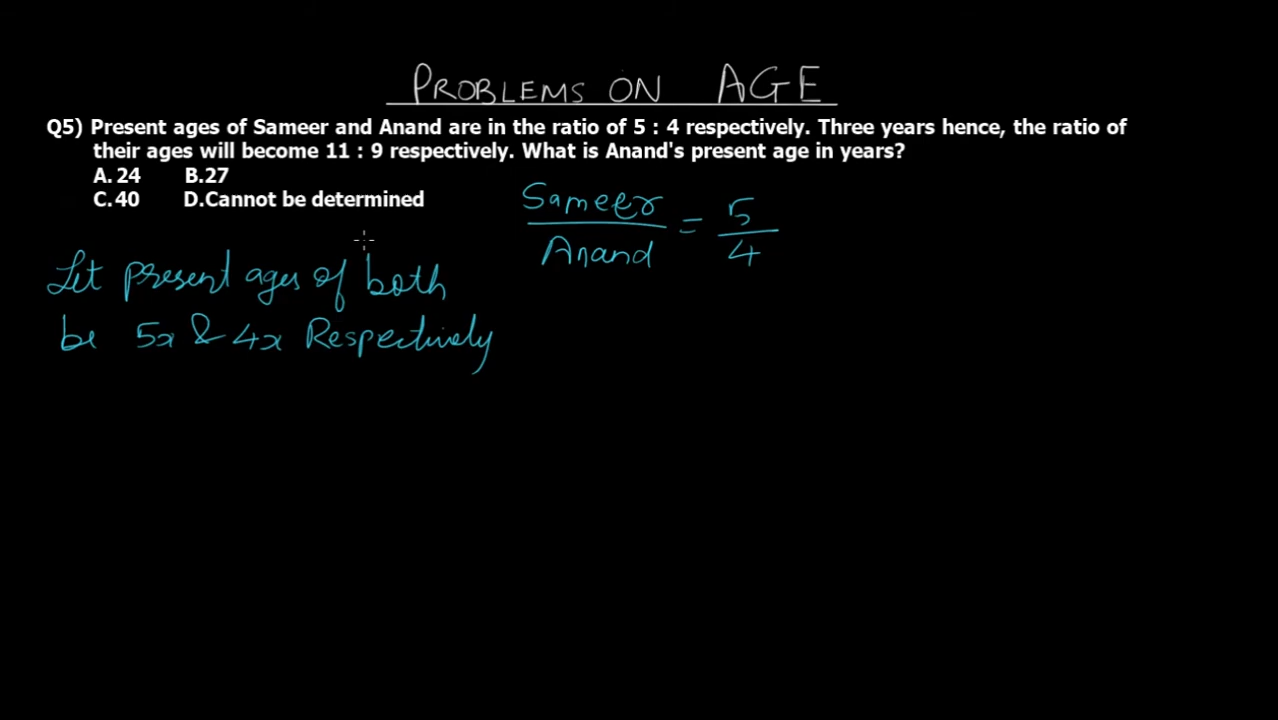 PROBLEMS ON AGE
Q5) Present ages of Sameer and Anand are in the ratio of 5 : 4 respectively. Three years hence, the ratio of
their ages will become 11 : 9 respectively. What is Anand's present age in years?
A. 24 B.27
C. 40 D.Cannot be determined
Sameer
Anand
= 5
4
Let present ages of both
be 5x & 4x Respectively